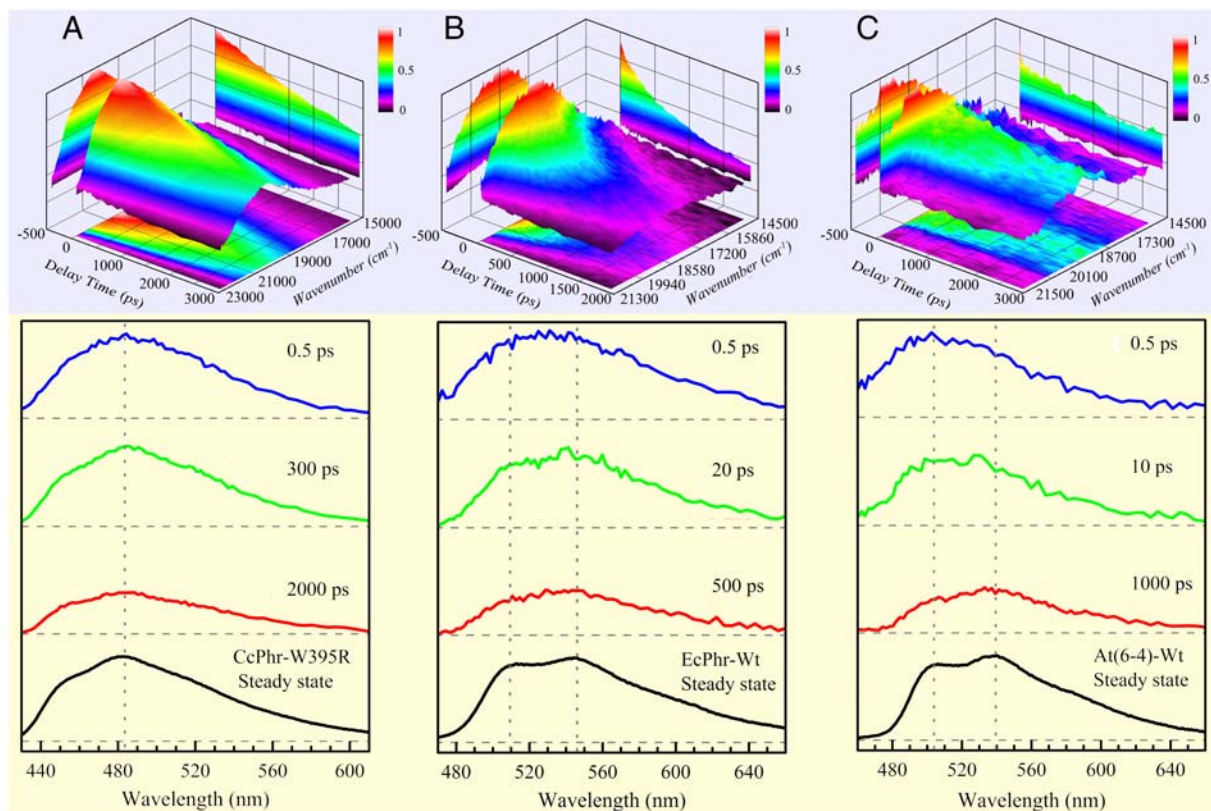 A
B
C
1
0.5
0
1
0.5
0
1
0.5
0
-500
0
1000
2000
3000
Delay Time (ps)
23000
21000
19000
17000
15000
Wavenumber (cm⁻¹)
-500
0
500
1000
1500
2000
Delay Time (ps)
21300
19940
18580
17200
15860
14500
Wavenumber (cm⁻¹)
-500
0
1000
2000
3000
Delay Time (ps)
21500
20100
18700
17300
14500
Wavenumber (cm⁻¹)
0.5 ps
300 ps
2000 ps
CcPhr-W395R
Steady state
440 480 520 560 600
Wavelength (nm)
0.5 ps
20 ps
500 ps
EcPhr-Wt
Steady state
480 520 560 600 640
Wavelength (nm)
0.5 ps
10 ps
1000 ps
At(6-4)-Wt
Steady state
480 520 560 600 640
Wavelength (nm)